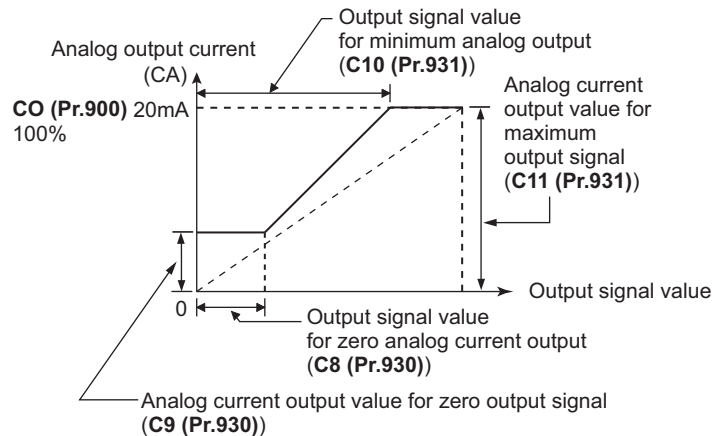 Output signal value
for minimum analog output
(C10 (Pr.931))
Analog output current
(CA)
CO (Pr.900) 20mA
100%
Analog current
output value for
maximum
output signal
(C11 (Pr.931))
0
Output signal value
Output signal value
for zero analog current output
(C8 (Pr.930))
Analog current output value for zero output signal
(C9 (Pr.930))